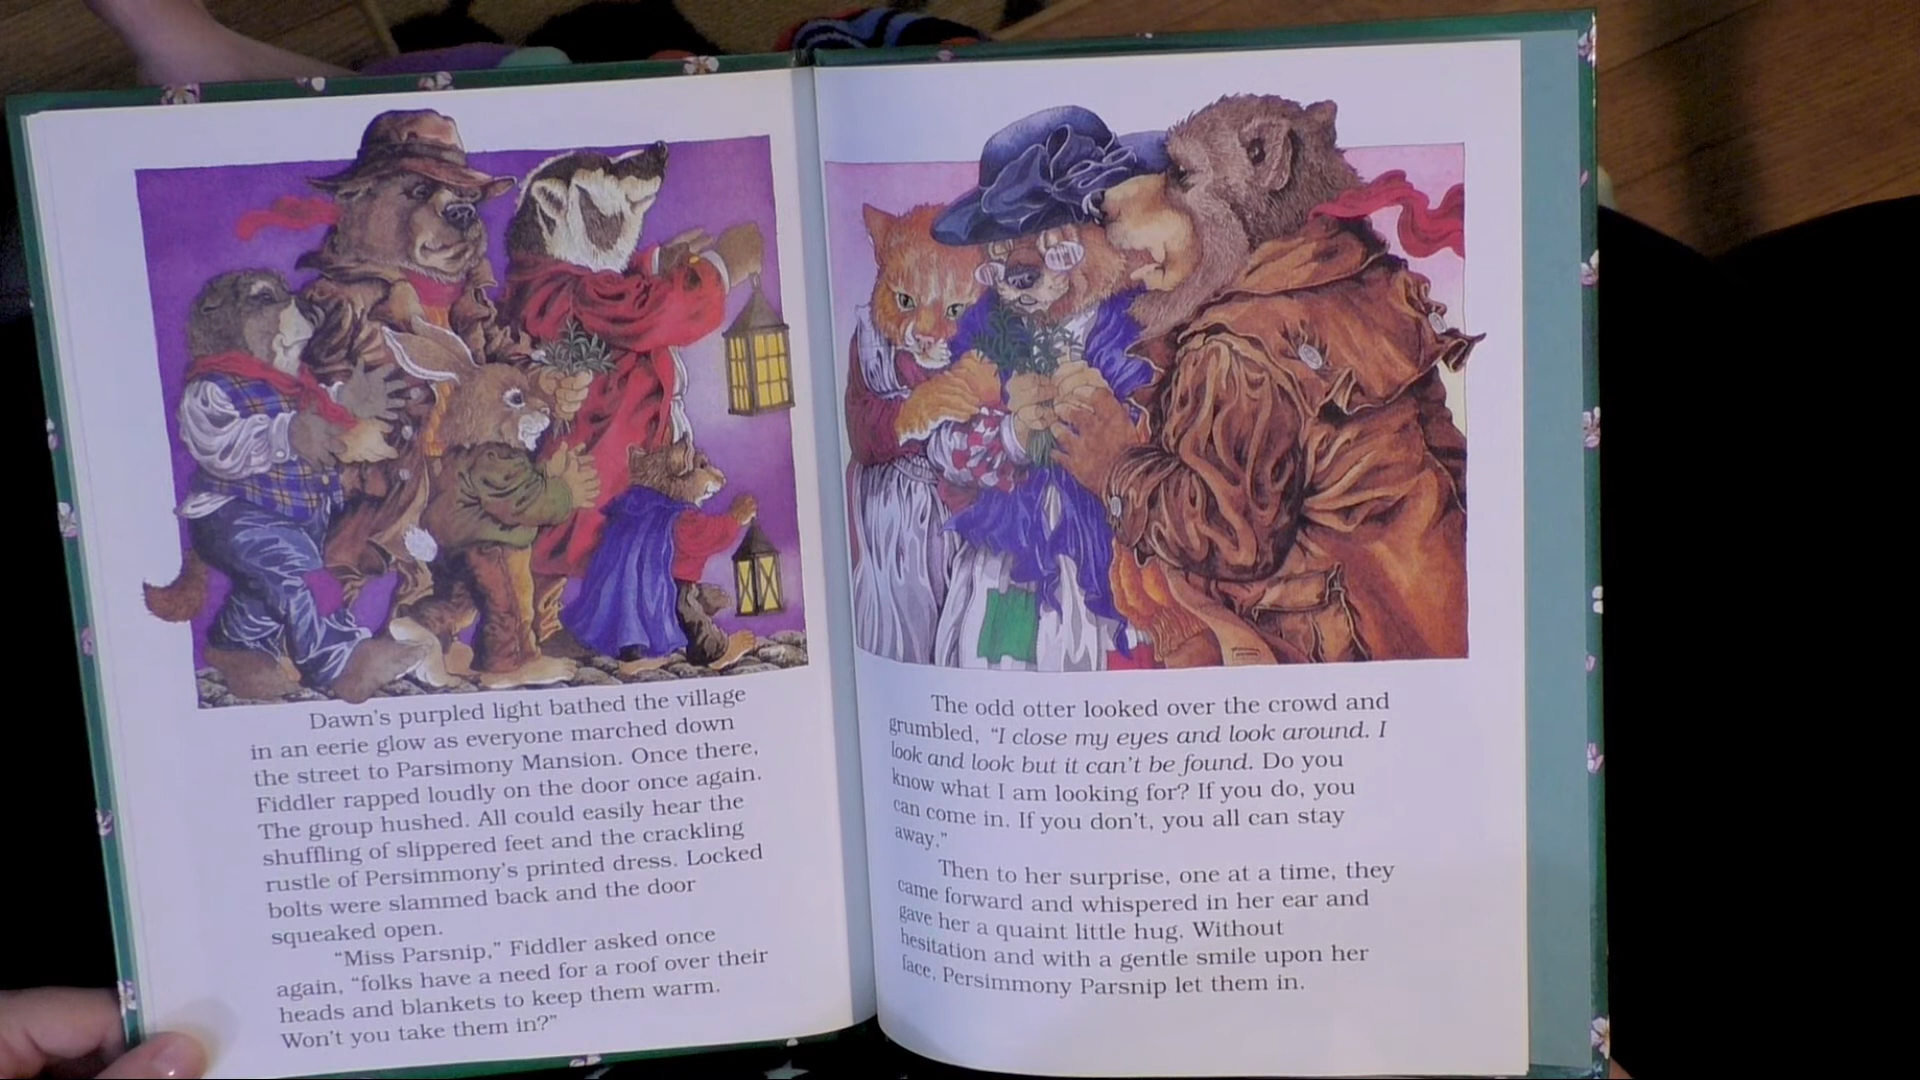 Dawn's purpled light bathed the village
in an eerie glow as everyone marched down
the street to Parsimony Mansion. Once there,
Fiddler rapped loudly on the door once again.
The group hushed. All could easily hear the
shuffling of slippered feet and the crackling
rustle of Persimmony's printed dress. Locked
bolts were slammed back and the door
squeaked open.
"Miss Parsnip," Fiddler asked once
again, "folks have a need for a roof over their
heads and blankets to keep them warm.
Won't you take them in?"
The odd otter looked over the crowd and
grumbled, "I close my eyes and look around. I
look and look but it can't be found. Do you
know what I am looking for? If you do, you
can come in. If you don't, you all can stay
away."
Then to her surprise, one at a time, they
came forward and whispered in her ear and
gave her a quaint little hug. Without
hesitation and with a gentle smile upon her
face, Persimmony Parsnip let them in.